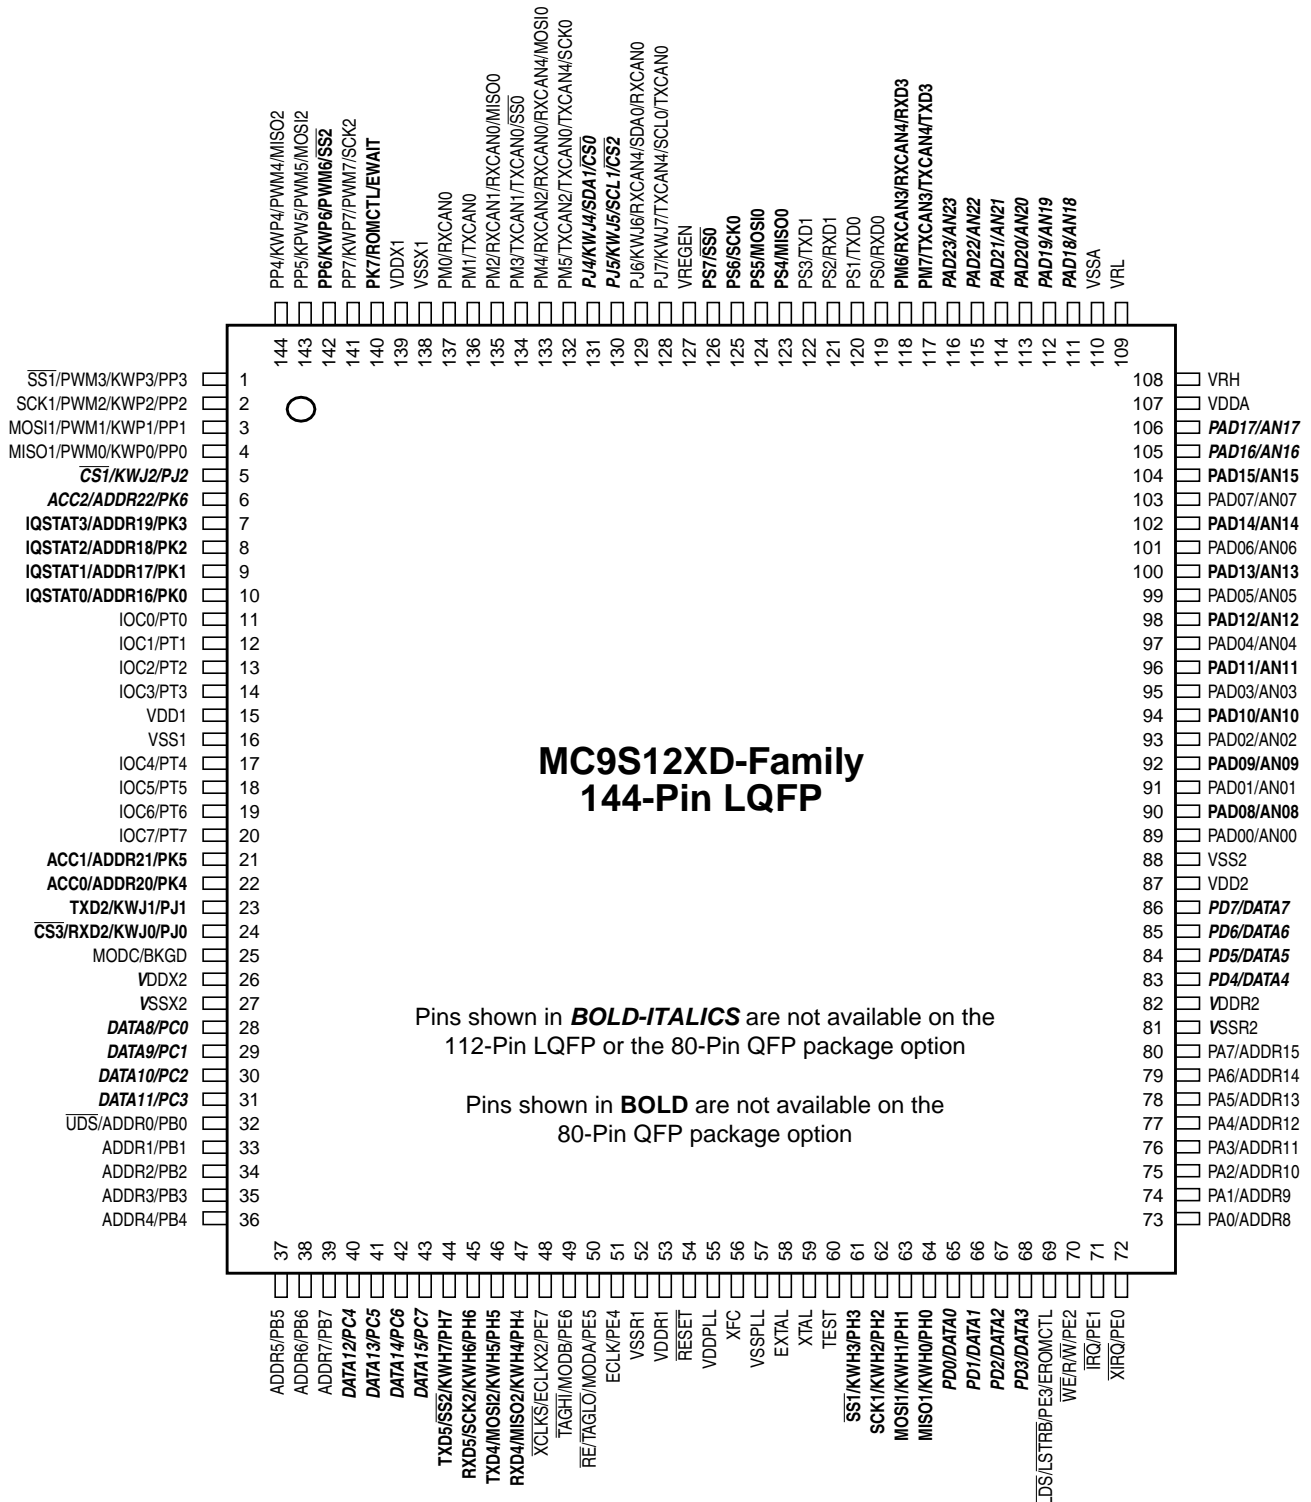 PP4/KWP4/PWM4/MISO2
PP5/KPW5/PWM5/MOSI2
PP6/KWP6/PWM6/SS2
PP7/KWP7/PWM7/SCK2
PK7/ROMCTL/EWAIT
VDDX1
VSSX1
PM0/RXCAN0
PM1/TXCAN0
PM2/RXCAN1/RXCAN0/MISO0
PM3/TXCAN1/TXCAN0/SS0
PM4/RXCAN2/RXCAN0/RXCAN4/MOSI0
PM5/TXCAN2/TXCAN0/TXCAN4/SCK0
PJ4/KWJ4/SDA1/CS0
PJ5/KWJ5/SCL1/CS2
PJ6/KWJ6/RXCAN4/SDA0/RXCAN0
PJ7/KWJ7/TXCAN4/SCL0/TXCAN0
VREGEN
PS7/SS0
PS6/SCK0
PS5/MOSI0
PS4/MISO0
PS3/TXD1
PS2/RXD1
PS1/TXD0
PS0/RXD0
PM6/RXCAN3/RXCAN4/RXD3
PM7/TXCAN3/TXCAN4/TXD3
PAD23/AN23
PAD22/AN22
PAD21/AN21
PAD20/AN20
PAD19/AN19
PAD18/AN18
VSSA
VRL
144
143
142
141
140
139
138
137
136
135
134
133
132
131
130
129
128
127
126
125
124
123
122
121
120
119
118
117
116
115
114
113
112
111
110
109
SS1/PWM3/KWP3/PP3 1
SCK1/PWM2/KWP2/PP2 2
MOSI1/PWM1/KWP1/PP1 3
MISO1/PWM0/KWP0/PP0 4
CS1/KWJ2/PJ2 5
ACC2/ADDR22/PK6 6
IQSTAT3/ADDR19/PK3 7
IQSTAT2/ADDR18/PK2 8
IQSTAT1/ADDR17/PK1 9
IQSTAT0/ADDR16/PK0 10
IOC0/PT0 11
IOC1/PT1 12
IOC2/PT2 13
IOC3/PT3 14
VDD1 15
VSS1 16
IOC4/PT4 17
IOC5/PT5 18
IOC6/PT6 19
IOC7/PT7 20
ACC1/ADDR21/PK5 21
ACC0/ADDR20/PK4 22
TXD2/KWJ1/PJ1 23
CS3/RXD2/KWJ0/PJ0 24
MODC/BKGD 25
VDDX2 26
VSSX2 27
DATA8/PC0 28
DATA9/PC1 29
DATA10/PC2 30
DATA11/PC3 31
UDS/ADDR0/PB0 32
ADDR1/PB1 33
ADDR2/PB2 34
ADDR3/PB3 35
ADDR4/PB4 36
MC9S12XD-Family
144-Pin LQFP
Pins shown in BOLD-ITALICS are not available on the
112-Pin LQFP or the 80-Pin QFP package option
Pins shown in BOLD are not available on the
80-Pin QFP package option
108 VRH
107 VDDA
106 PAD17/AN17
105 PAD16/AN16
104 PAD15/AN15
103 PAD07/AN07
102 PAD14/AN14
101 PAD06/AN06
100 PAD13/AN13
99 PAD05/AN05
98 PAD12/AN12
97 PAD04/AN04
96 PAD11/AN11
95 PAD03/AN03
94 PAD10/AN10
93 PAD02/AN02
92 PAD09/AN09
91 PAD01/AN01
90 PAD08/AN08
89 PAD00/AN00
88 VSS2
87 VDD2
86 PD7/DATA7
85 PD6/DATA6
84 PD5/DATA5
83 PD4/DATA4
82 VDDR2
81 VSSR2
80 PA7/ADDR15
79 PA6/ADDR14
78 PA5/ADDR13
77 PA4/ADDR12
76 PA3/ADDR11
75 PA2/ADDR10
74 PA1/ADDR9
73 PA0/ADDR8
37
38
39
40
41
42
43
44
45
46
47
48
49
50
51
52
53
54
55
56
57
58
59
60
61
62
63
64
65
66
67
68
69
70
71
72
ADDR5/PB5
ADDR6/PB6
ADDR7/PB7
DATA12/PC4
DATA13/PC5
DATA14/PC6
DATA15/PC7
TXD5/SS2/KWH7/PH7
RXD5/SCK2/KWH6/PH6
TXD4/MOSI2/KWH5/PH5
RXD4/MISO2/KWH4/PH4
XCLKS/ECLKX2/PE7
TAGHI/MODB/PE6
RE/TAGLO/MODA/PE5
ECLK/PE4
VSSR1
VDDR1
RESET
VDDPLL
XFC
VSSPLL
EXTAL
XTAL
TEST
SS1/KWH3/PH3
SCK1/KWH2/PH2
MOSI1/KWH1/PH1
MISO1/KWH0/PH0
PD0/DATA0
PD1/DATA1
PD2/DATA2
PD3/DATA3
LDS/LSTRB/PE3/EROMCTL
WE/R/W/PE2
IRQ/PE1
XIRQ/PE0